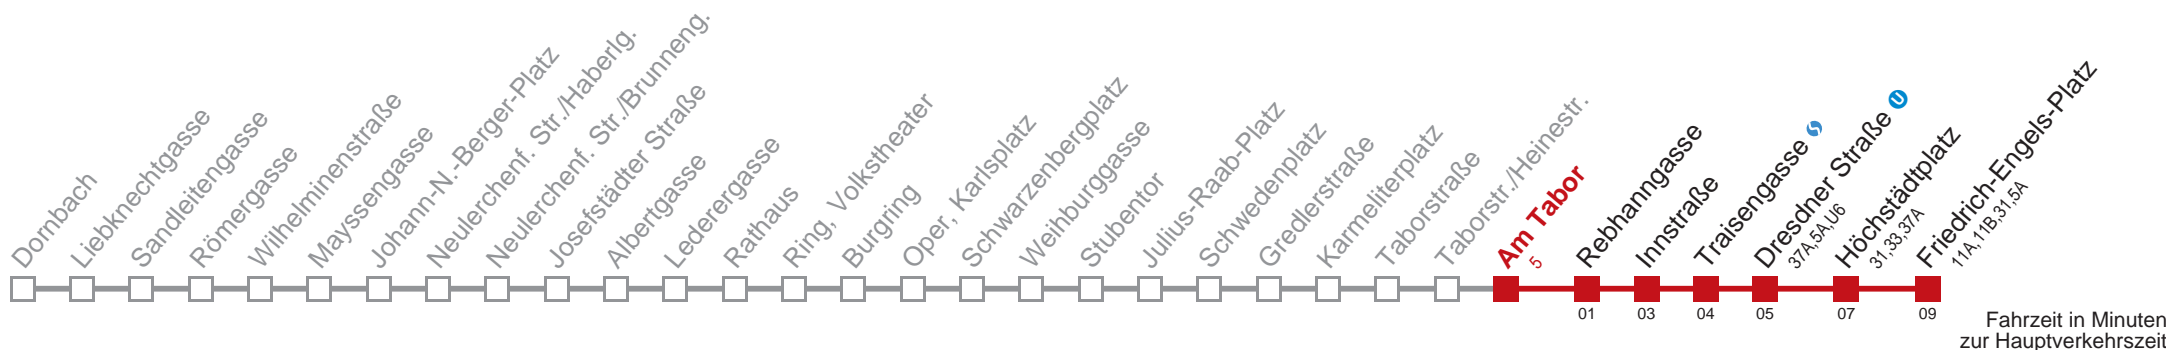 Dornbach
Liebknechtgasse
Sandleitengasse
Römergasse
Wilhelminenstraße
Mayssengasse
Johann-N.-Berger-Platz
Neulerchenf. Str./Haberlg.
Neulerchenf. Str./Brunneng.
Josefstädter Straße
Albertgasse
Lederergasse
Rathaus
Ring, Volkstheater
Burgring
Oper, Karlsplatz
Schwarzenbergplatz
Weihburggasse
Stubentor
Julius-Raab-Platz
Schwedenplatz
Gredlerstraße
Karmeliterplatz
Taborstraße
Taborstr./Heinestr.
Am Tabor
5
Rebhanngasse
Innstraße
Traisengasse S
Dresdner Straße U
37A,5A,U6
Höchstädtplatz
31,33,37A
Friedrich-Engels-Platz
11A,11B,31,5A
01 03 04 05 07 09
Fahrzeit in Minuten
zur Hauptverkehrszeit